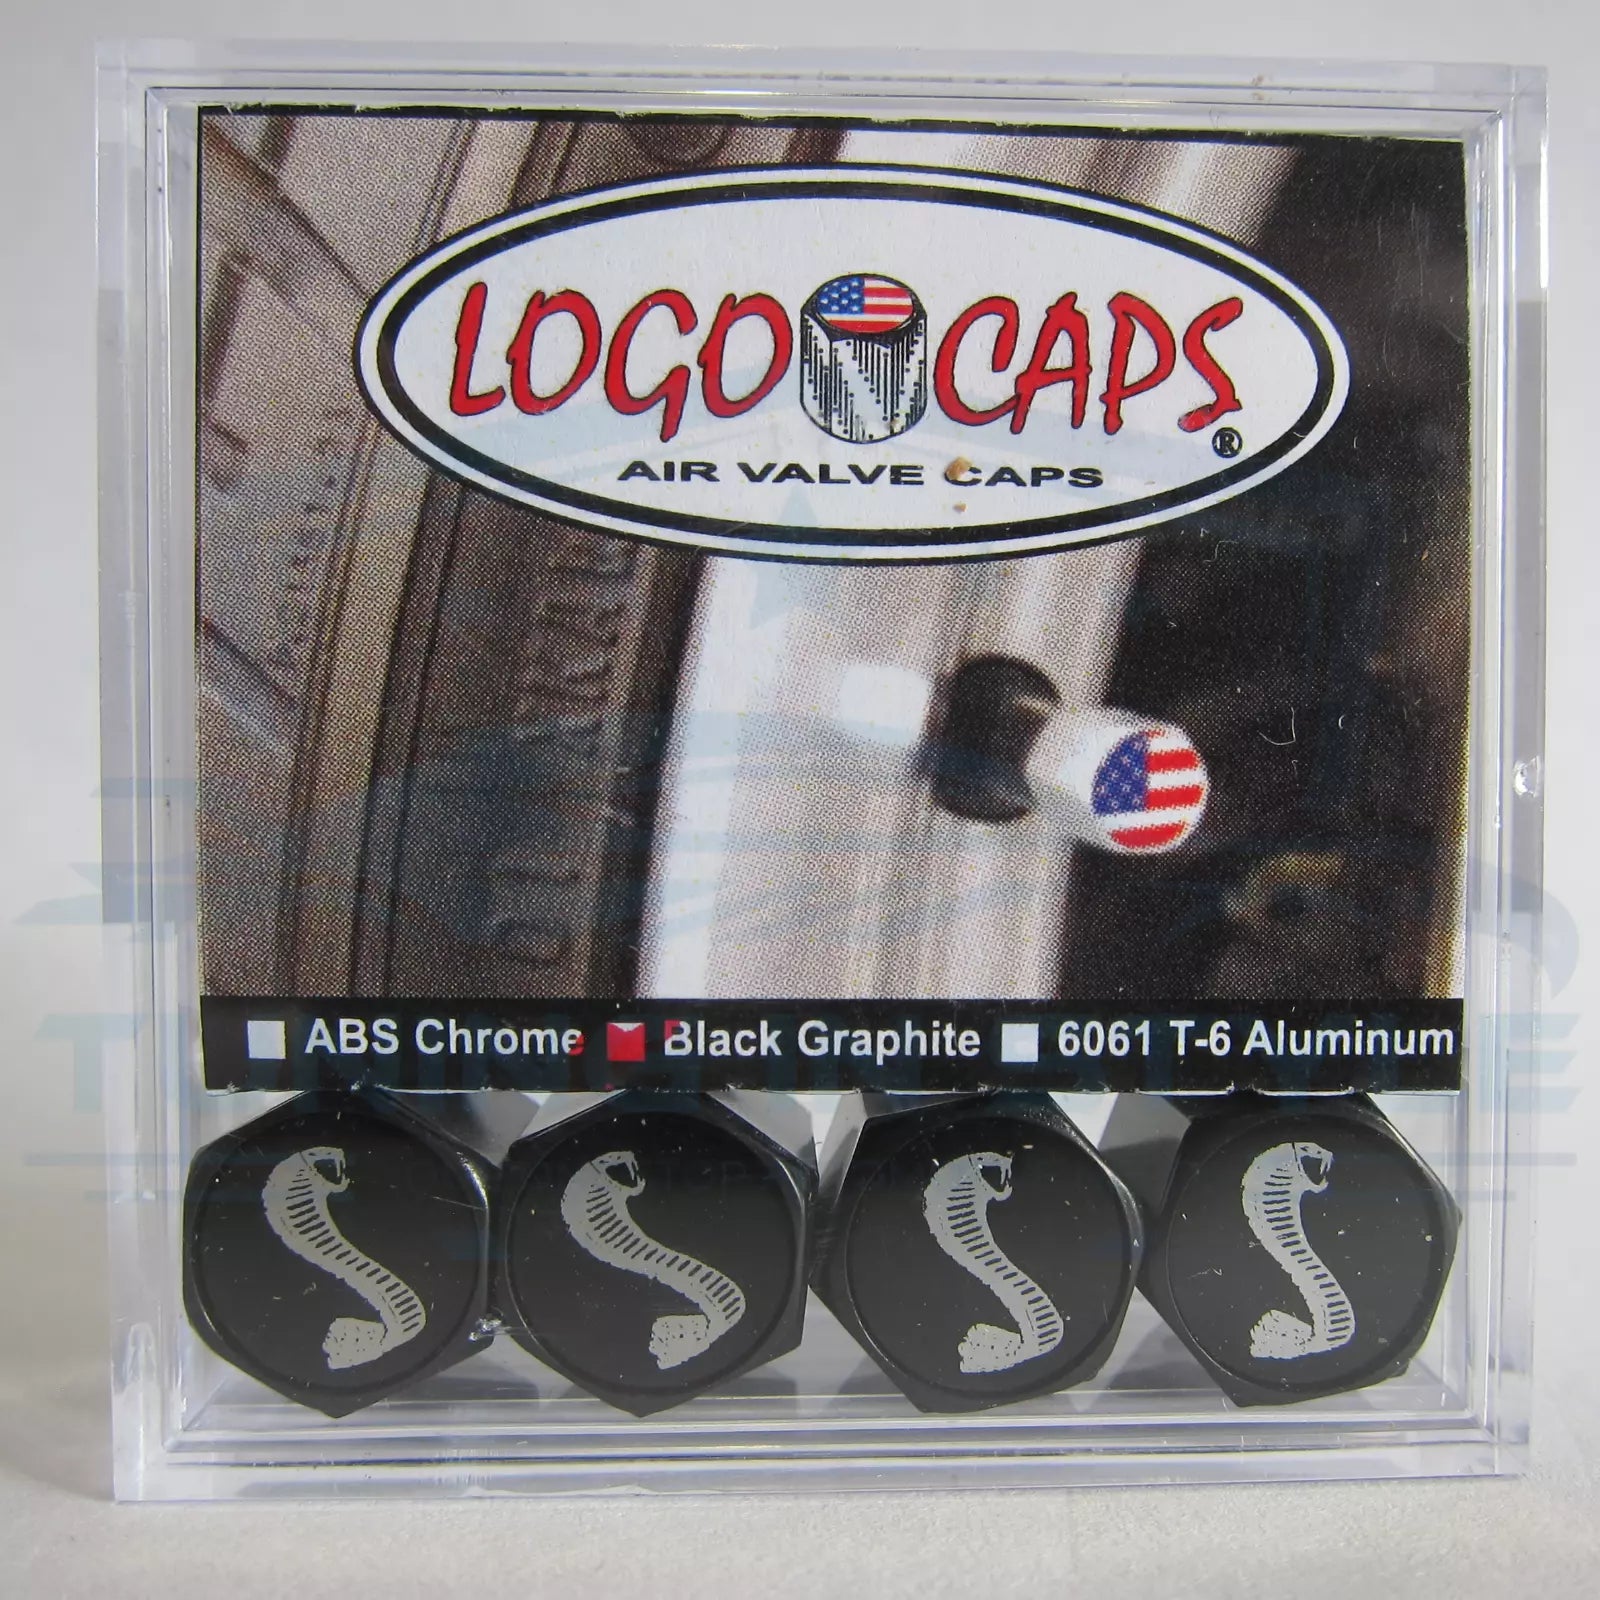 LOGO CAPS
®
AIR VALVE CAPS
ABS Chrome Black Graphite 6061 T-6 Aluminum